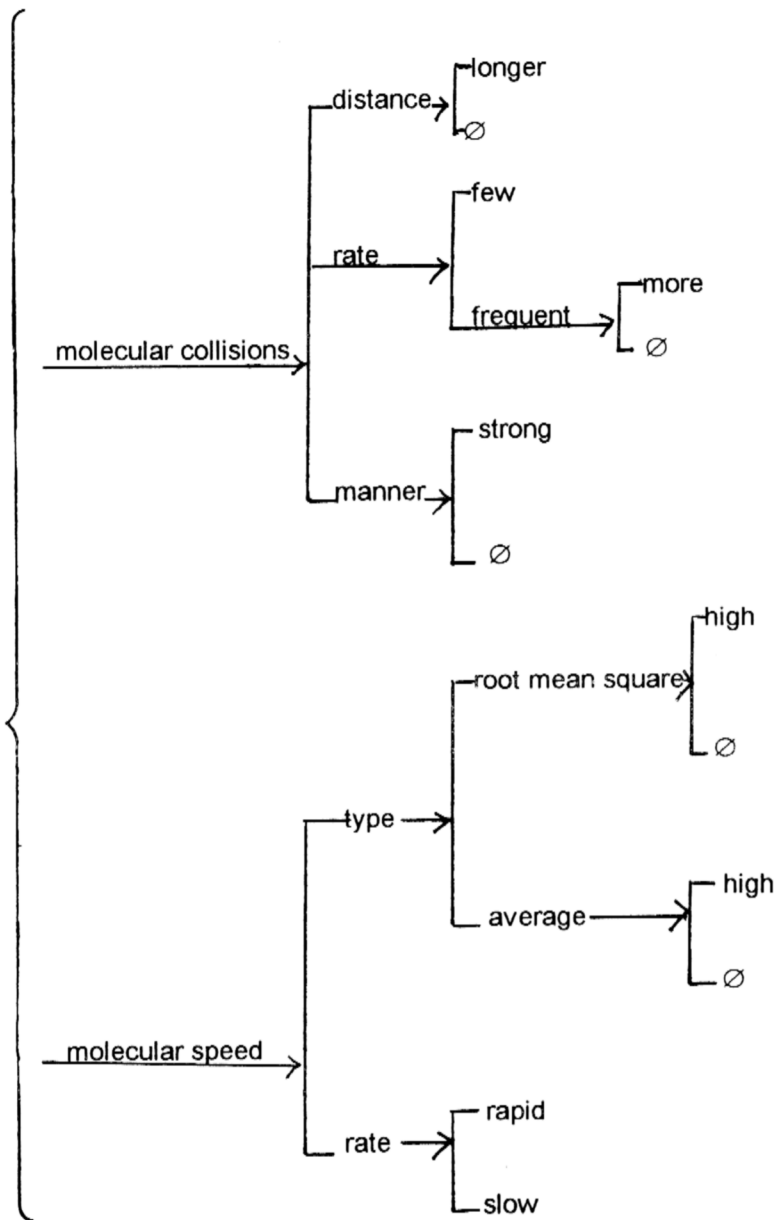 longer
distance
∅
few
rate
more
frequent
molecular collisions
∅
strong
manner
∅
high
root mean square
∅
type
high
average
∅
molecular speed
rapid
rate
slow